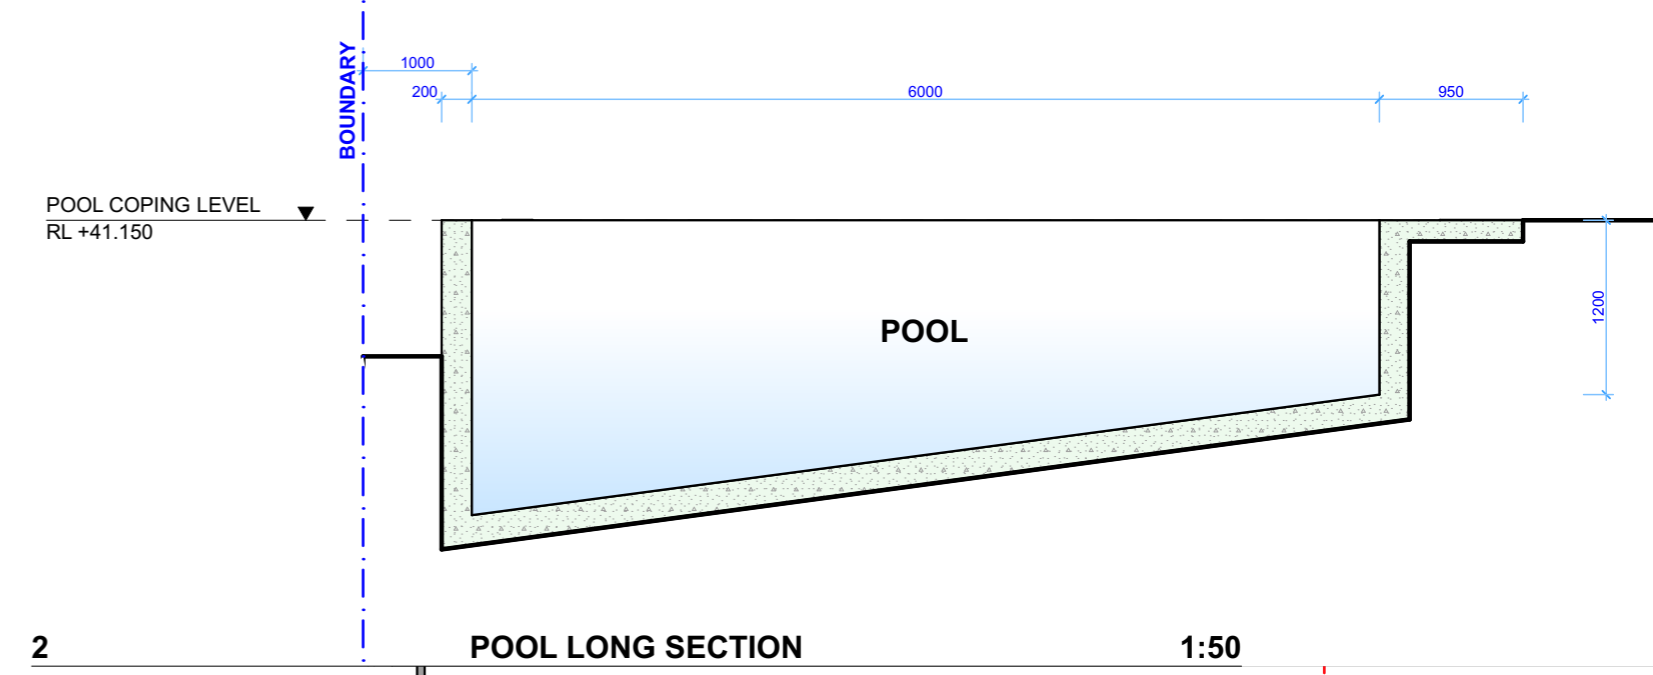 BOUNDARY
1000
200
6000
950
POOL COPING LEVEL
RL +41.150
POOL
1200
2
POOL LONG SECTION
1:50